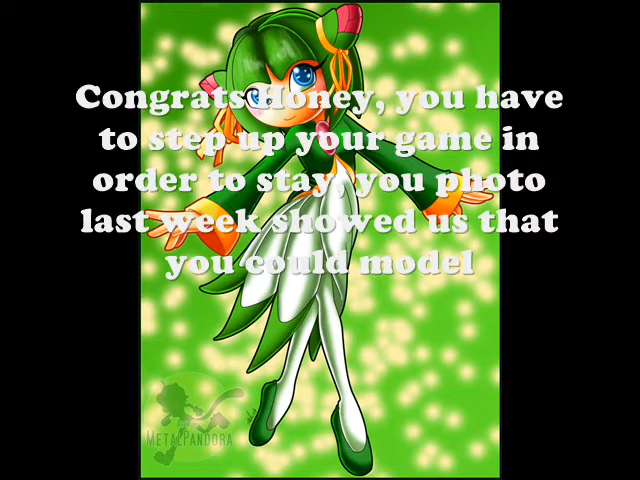 Congrats Honey, you have
to step up your game in
order to stay, you photo
last week showed us that
you could model
MetalPandora